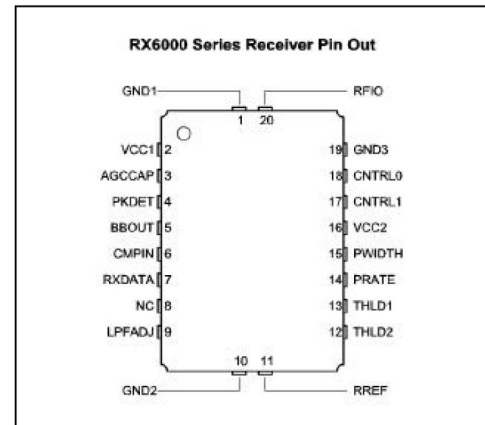 RX6000 Series Receiver Pin Out
GND1 RFIO
1 20
VCC1 2 19 GND3
AGCCAP 3 18 CNTRL0
PKDET 4 17 CNTRL1
BBOUT 5 16 VCC2
CMPIN 6 15 PWIDTH
RXDATA 7 14 PRATE
NC 8 13 THLD1
LPFADJ 9 12 THLD2
10 11
GND2 RREF